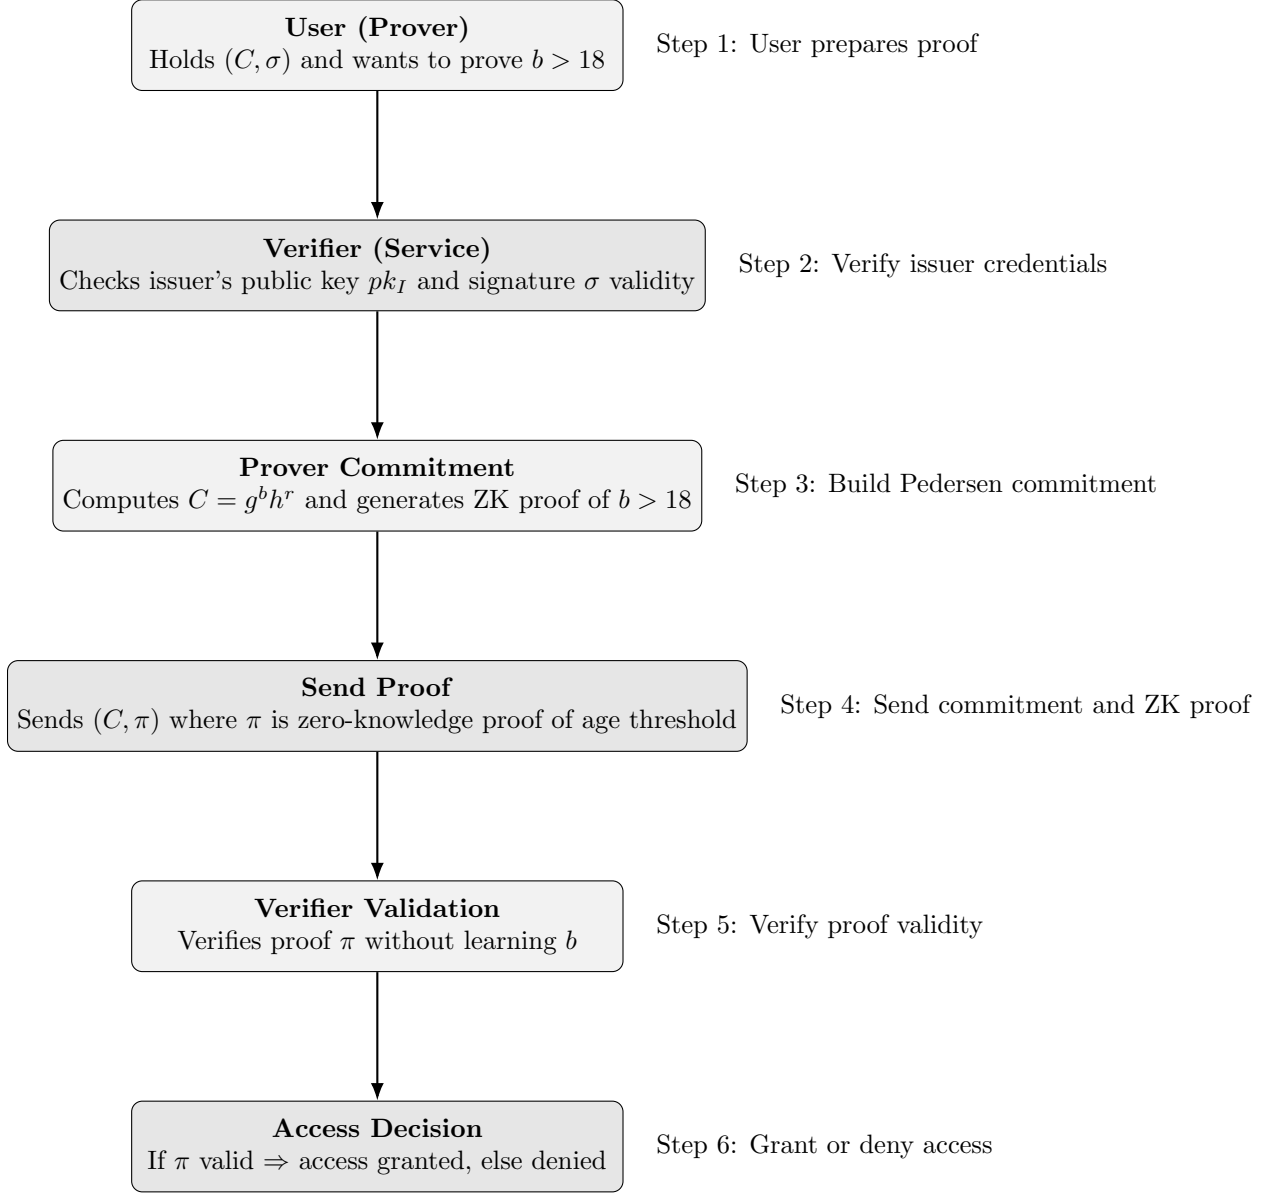 User (Prover)
Holds (C, σ) and wants to prove b > 18
Step 1: User prepares proof
Verifier (Service)
Checks issuer's public key pk_I and signature σ validity
Step 2: Verify issuer credentials
Prover Commitment
Computes C = g^b h^r and generates ZK proof of b > 18
Step 3: Build Pedersen commitment
Send Proof
Sends (C, π) where π is zero-knowledge proof of age threshold
Step 4: Send commitment and ZK proof
Verifier Validation
Verifies proof π without learning b
Step 5: Verify proof validity
Access Decision
If π valid ⇒ access granted, else denied
Step 6: Grant or deny access